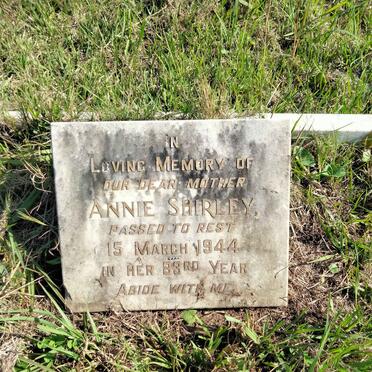 IN
LOVING MEMORY OF
OUR DEAR MOTHER
ANNIE SHIRLEY,
PASSED TO REST
15 MARCH 1944
IN HER 83RD YEAR
ABIDE WITH ME